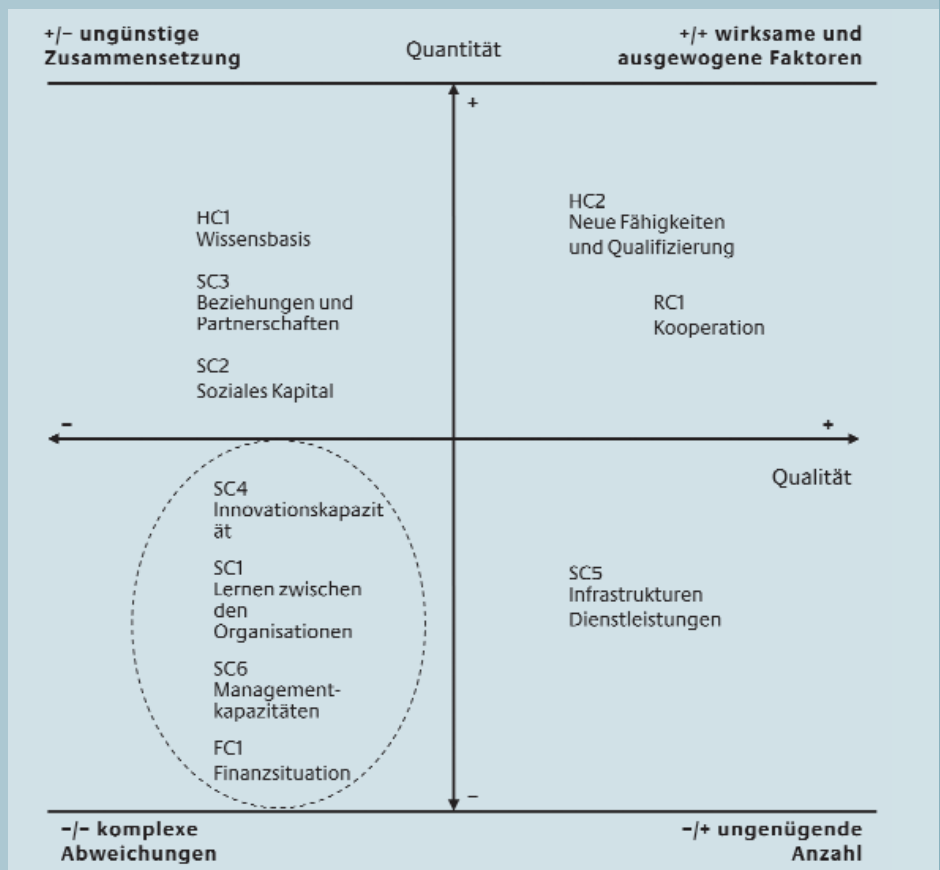 +/− ungünstige
Zusammensetzung
Quantität
+/+ wirksame und
ausgewogene Faktoren
+
HC1
Wissensbasis
SC3
Beziehungen und
Partnerschaften
SC2
Soziales Kapital
HC2
Neue Fähigkeiten
und Qualifizierung
RC1
Kooperation
−
+
Qualität
SC4
Innovationskapazit
ät
SC1
Lernen zwischen
den
Organisationen
SC6
Management-
kapazitäten
FC1
Finanzsituation
SC5
Infrastrukturen
Dienstleistungen
−
−/− komplexe
Abweichungen
−/+ ungenügende
Anzahl